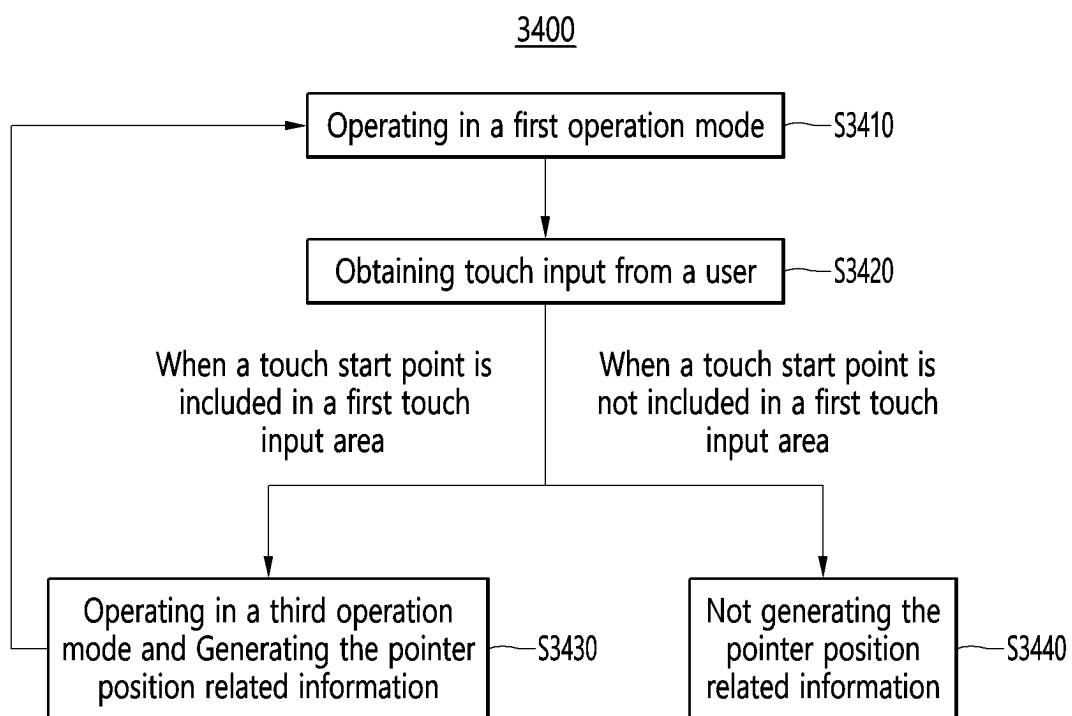 3400
Operating in a first operation mode
S3410
Obtaining touch input from a user
S3420
When a touch start point is
included in a first touch
input area
When a touch start point is
not included in a first touch
input area
Operating in a third operation
mode and Generating the pointer
position related information
S3430
Not generating the
pointer position
related information
S3440